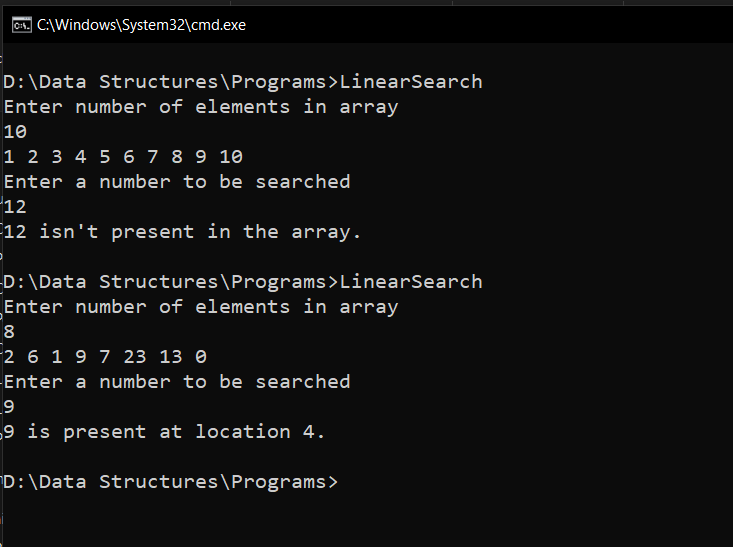 C:\Windows\System32\cmd.exe
D:\Data Structures\Programs>LinearSearch
Enter number of elements in array
10
1 2 3 4 5 6 7 8 9 10
Enter a number to be searched
12
12 isn't present in the array.
D:\Data Structures\Programs>LinearSearch
Enter number of elements in array
8
2 6 1 9 7 23 13 0
Enter a number to be searched
9
9 is present at location 4.
D:\Data Structures\Programs>